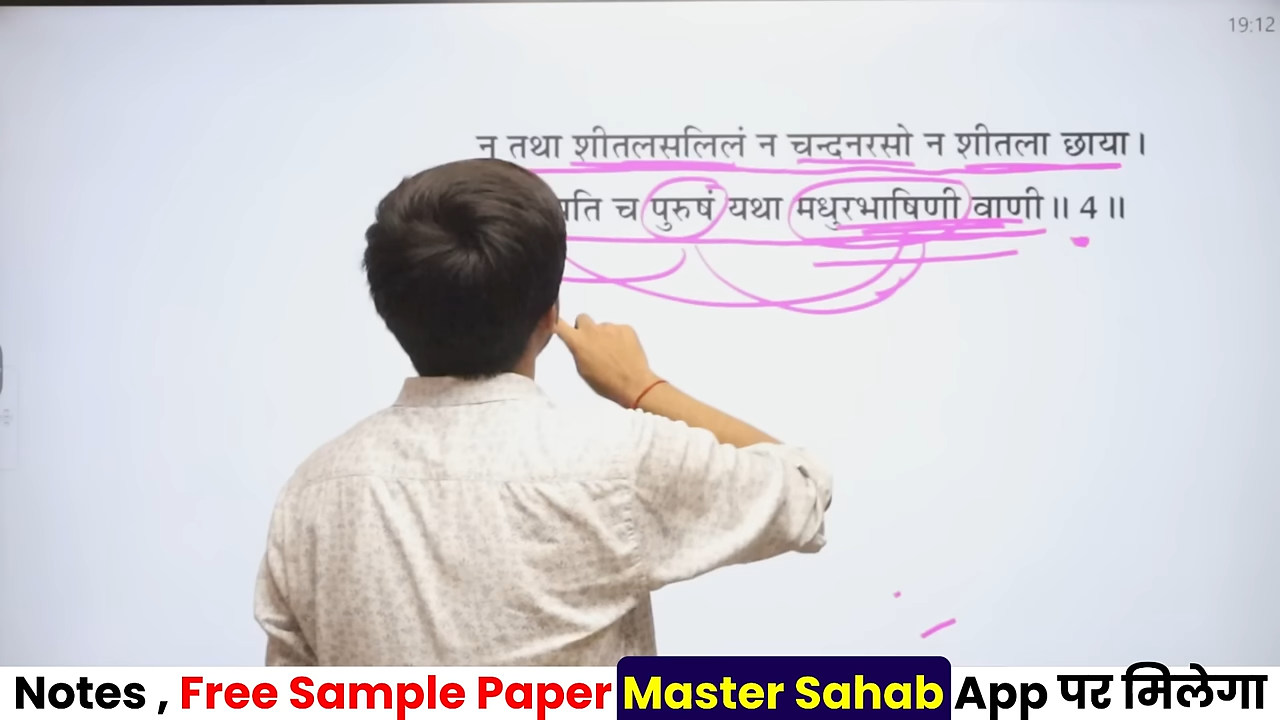 19:12
न तथा शीतलसलिलं न चन्दनरसो न शीतला छाया।
च पुरुषं यथा मधुरभाषिणी वाणी॥ 4॥
Notes , Free Sample Paper Master Sahab App पर मिलेगा